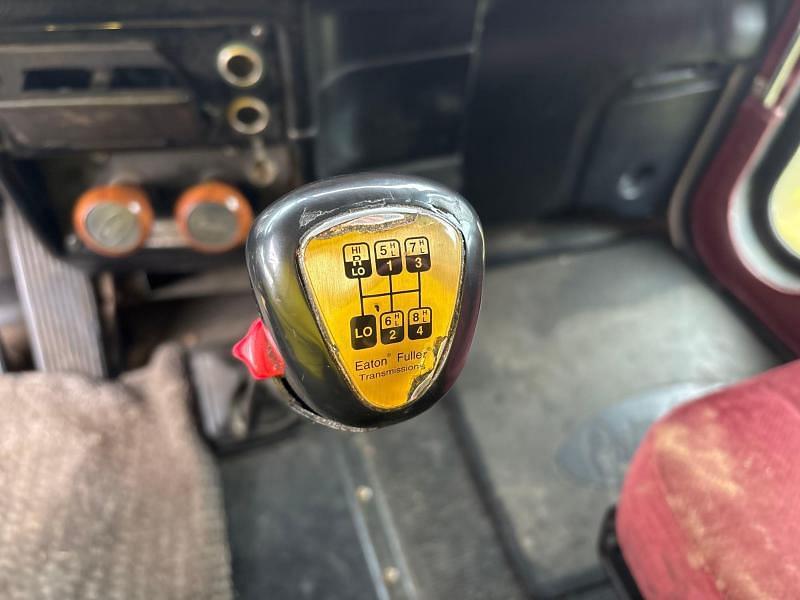 HI R LO 5 H L 1 7 H L 3
LO 6 H L 2 8 H L 4
Eaton® Fuller®
Transmissions